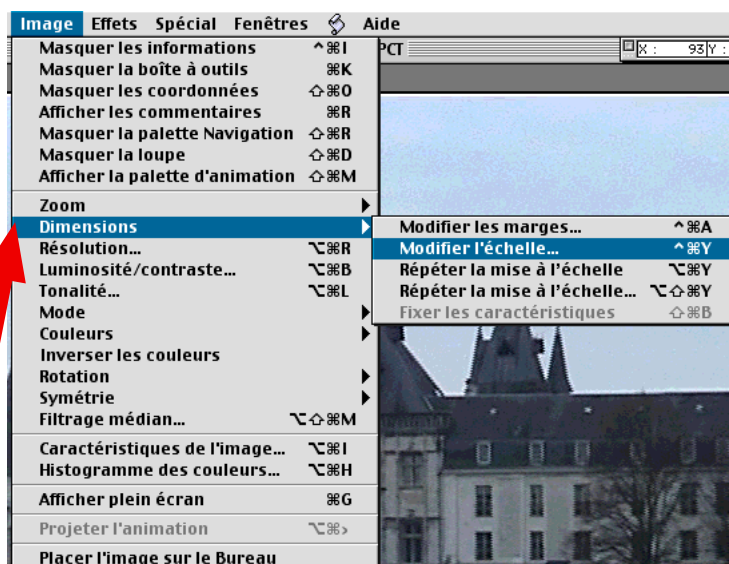 Image Effets Spécial Fenêtres Aide
PCT
X : 93 Y :
Masquer les informations ^⌘I
Masquer la boîte à outils ⌘K
Masquer les coordonnées ⇧⌘O
Afficher les commentaires ⌘R
Masquer la palette Navigation ⇧⌘R
Masquer la loupe ⇧⌘D
Afficher la palette d'animation ⇧⌘M
Zoom
Dimensions
Résolution... ⌥⌘R
Luminosité/contraste... ⌥⌘B
Tonalité... ⌥⌘L
Mode
Couleurs
Inverser les couleurs
Rotation
Symétrie
Filtrage médian... ⌥⇧⌘M
Caractéristiques de l'image... ⌥⌘I
Histogramme des couleurs... ⌥⌘H
Afficher plein écran ⌘G
Projeter l'animation ⌥⌘›
Placer l'image sur le Bureau
Modifier les marges... ^⌘A
Modifier l'échelle... ^⌘Y
Répéter la mise à l'échelle ⌥⌘Y
Répéter la mise à l'échelle... ⌥⇧⌘Y
Fixer les caractéristiques ⇧⌘B